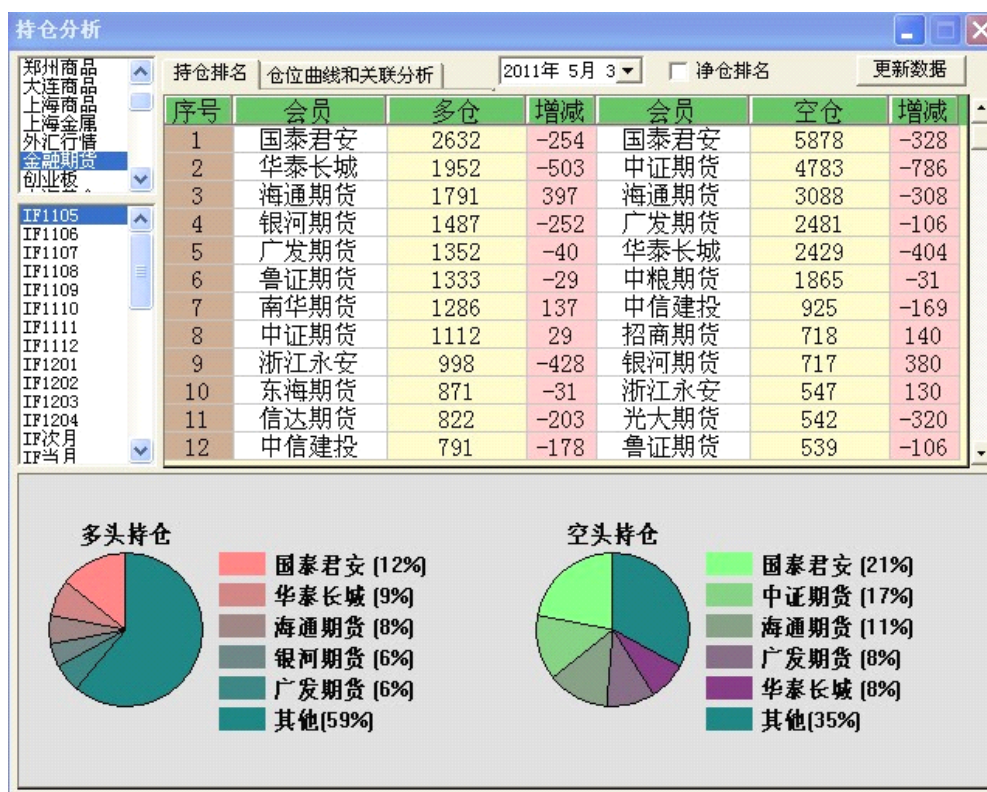 持仓分析
郑州商品
大连商品
上海商品
上海金属
外汇行情
金融期货
创业板
IF1105
IF1106
IF1107
IF1108
IF1109
IF1110
IF1111
IF1112
IF1201
IF1202
IF1203
IF1204
IF次月
IF当月
持仓排名 仓位曲线和关联分析 2011年 5月 3 净仓排名 更新数据
序号 会员 多仓 增减 会员 空仓 增减
1 国泰君安 2632 -254 国泰君安 5878 -328
2 华泰长城 1952 -503 中证期货 4783 -786
3 海通期货 1791 397 海通期货 3088 -308
4 银河期货 1487 -252 广发期货 2481 -106
5 广发期货 1352 -40 华泰长城 2429 -404
6 鲁证期货 1333 -29 中粮期货 1865 -31
7 南华期货 1286 137 中信建投 925 -169
8 中证期货 1112 29 招商期货 718 140
9 浙江永安 998 -428 银河期货 717 380
10 东海期货 871 -31 浙江永安 547 130
11 信达期货 822 -203 光大期货 542 -320
12 中信建投 791 -178 鲁证期货 539 -106
多头持仓
国泰君安 (12%)
华泰长城 (9%)
海通期货 (8%)
银河期货 (6%)
广发期货 (6%)
其他(59%)
空头持仓
国泰君安 (21%)
中证期货 (17%)
海通期货 (11%)
广发期货 (8%)
华泰长城 (8%)
其他(35%)